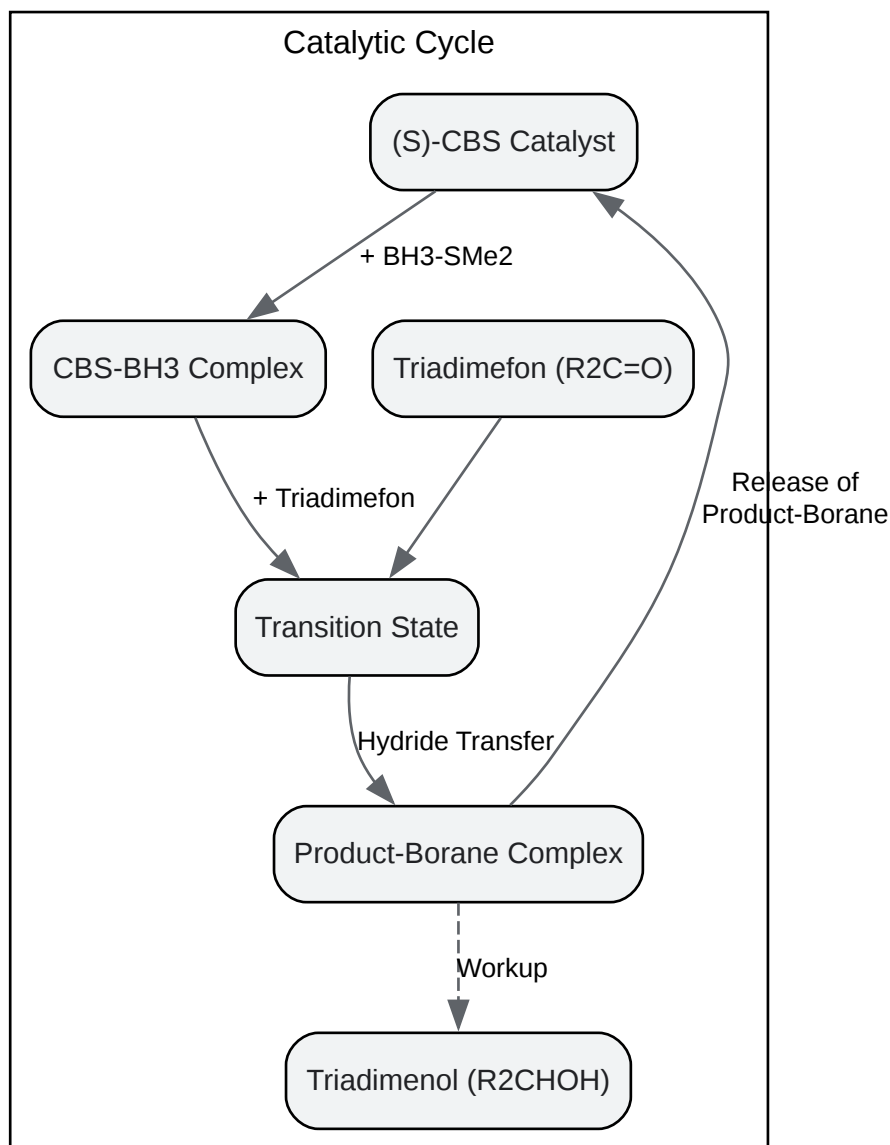 Catalytic Cycle
(S)-CBS Catalyst
+ BH3-SMe2
CBS-BH3 Complex
Triadimefon (R2C=O)
+ Triadimefon
Release of
Product-Borane
Transition State
Hydride Transfer
Product-Borane Complex
Workup
Triadimenol (R2CHOH)